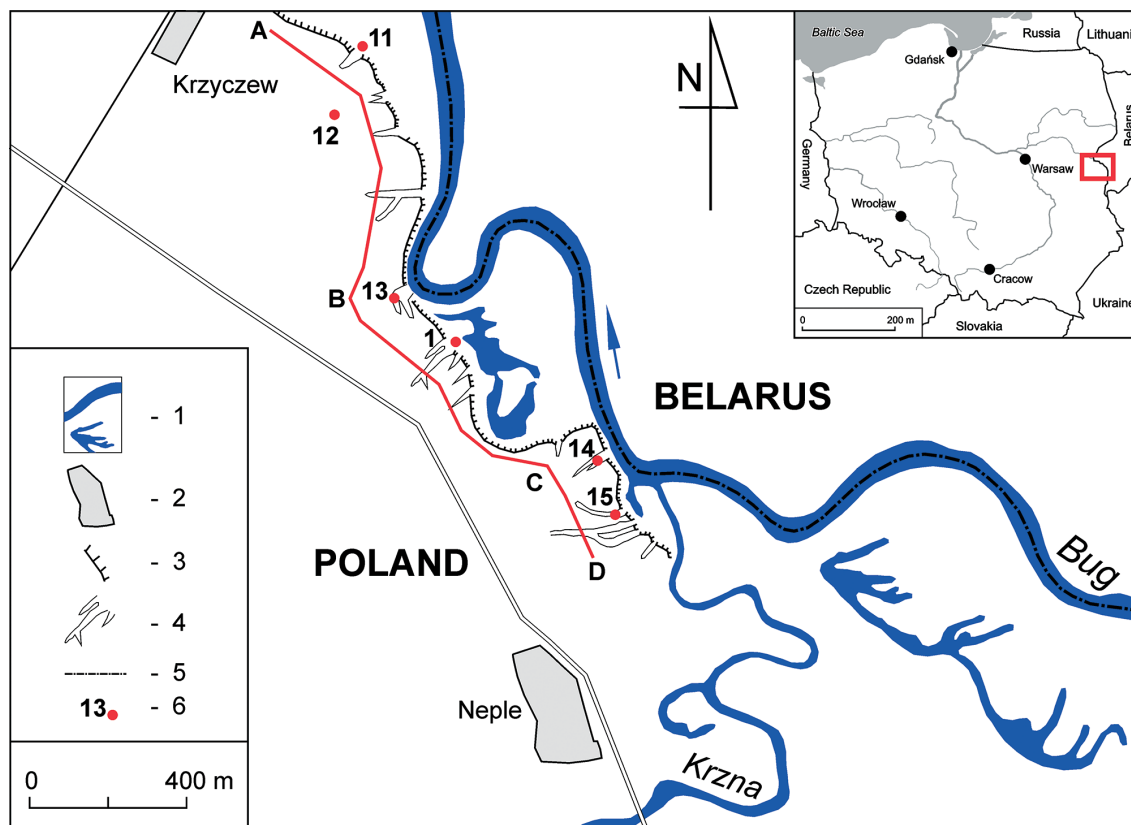 A
11
Krzyczew
12
N
B
13
1
BELARUS
14
C
15
POLAND
D
Bug
Neple
Krzna
Baltic Sea
Russia
Lithuani
Gdańsk
Belarus
Germany
Warsaw
Wrocław
Cracow
Czech Republic
Ukraine
0 200 m
Slovakia
- 1
- 2
- 3
- 4
- 5
13 - 6
0 400 m